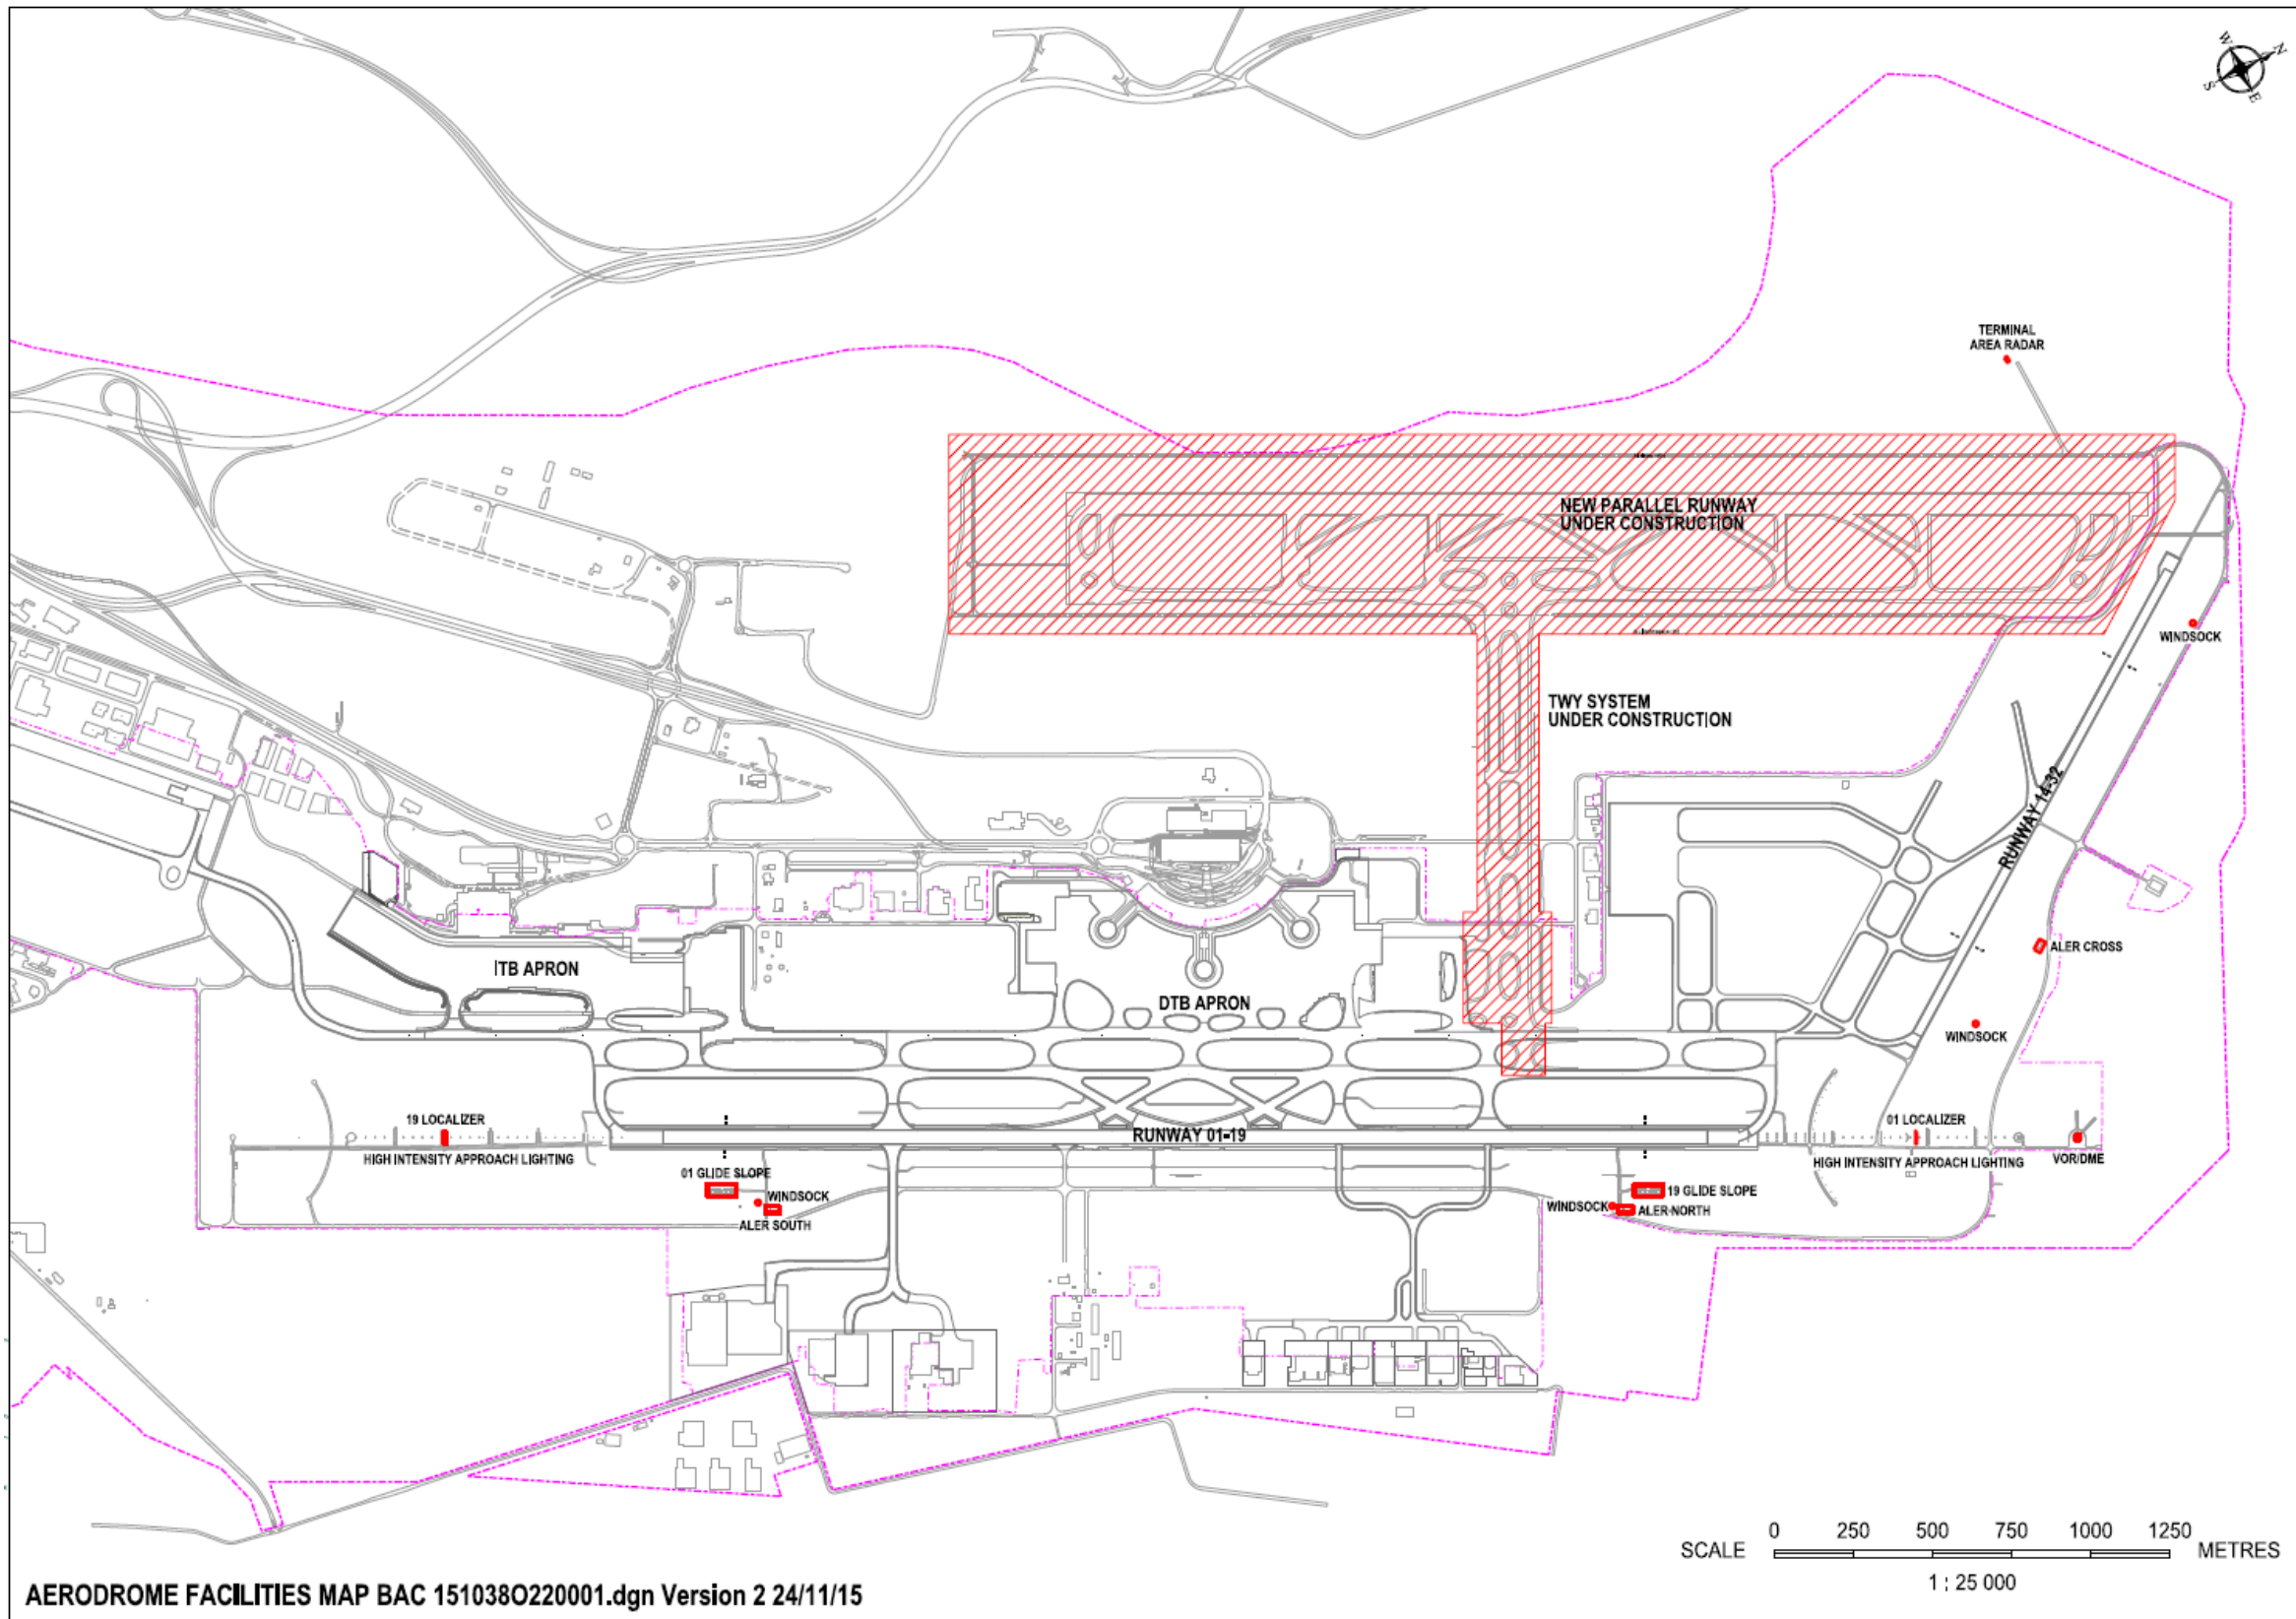 W
N
S
E
TERMINAL
AREA RADAR
NEW PARALLEL RUNWAY
UNDER CONSTRUCTION
WINDSOCK
TWY SYSTEM
UNDER CONSTRUCTION
RUNWAY 14-32
ALER CROSS
ITB APRON
DTB APRON
WINDSOCK
19 LOCALIZER
01 LOCALIZER
RUNWAY 01-19
HIGH INTENSITY APPROACH LIGHTING
HIGH INTENSITY APPROACH LIGHTING
VOR/DME
01 GLIDE SLOPE
19 GLIDE SLOPE
WINDSOCK
WINDSOCK
ALER NORTH
ALER SOUTH
0 250 500 750 1000 1250
SCALE METRES
1 : 25 000
AERODROME FACILITIES MAP BAC 151038O220001.dgn Version 2 24/11/15